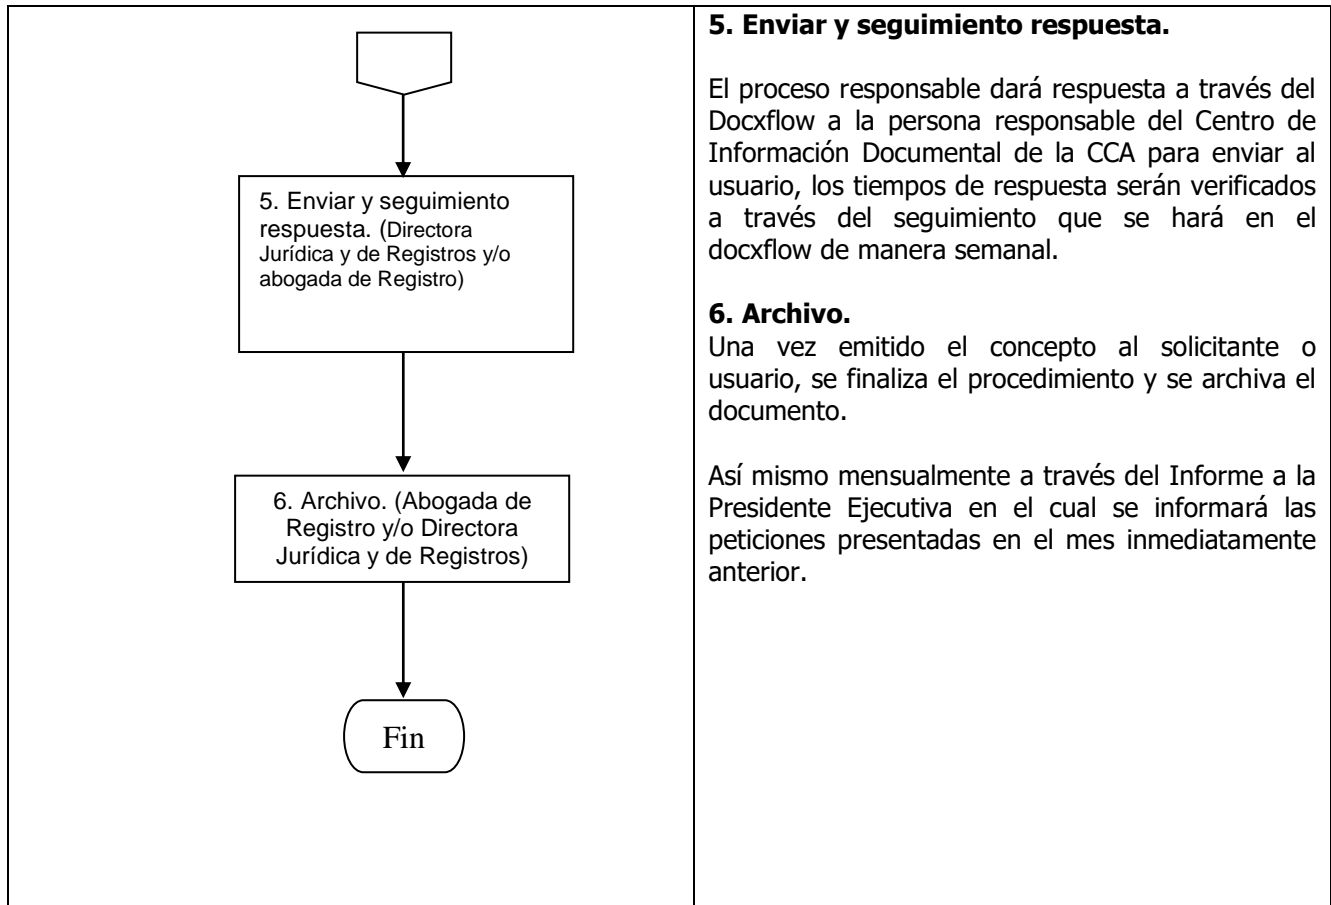 5. Enviar y seguimiento
respuesta. (Directora
Jurídica y de Registros y/o
abogada de Registro)
6. Archivo. (Abogada de
Registro y/o Directora
Jurídica y de Registros)
Fin
5. Enviar y seguimiento respuesta.
El proceso responsable dará respuesta a través del
Docxflow a la persona responsable del Centro de
Información Documental de la CCA para enviar al
usuario, los tiempos de respuesta serán verificados
a través del seguimiento que se hará en el
docxflow de manera semanal.
6. Archivo.
Una vez emitido el concepto al solicitante o
usuario, se finaliza el procedimiento y se archiva el
documento.
Así mismo mensualmente a través del Informe a la
Presidente Ejecutiva en el cual se informará las
peticiones presentadas en el mes inmediatamente
anterior.